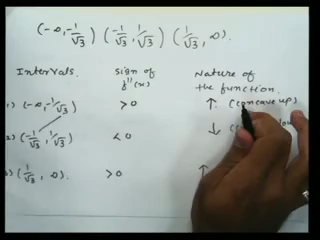 (-∞, -1/√3) (-1/√3, 1/√3) (1/√3, ∞).
Intervals. Sign of f''(x) Nature of the function.
1) (-∞, -1/√3) >0 ↑ (concave up)
2) (-1/√3, 1/√3) <0 ↓ (
3) (1/√3, ∞). >0 ↑